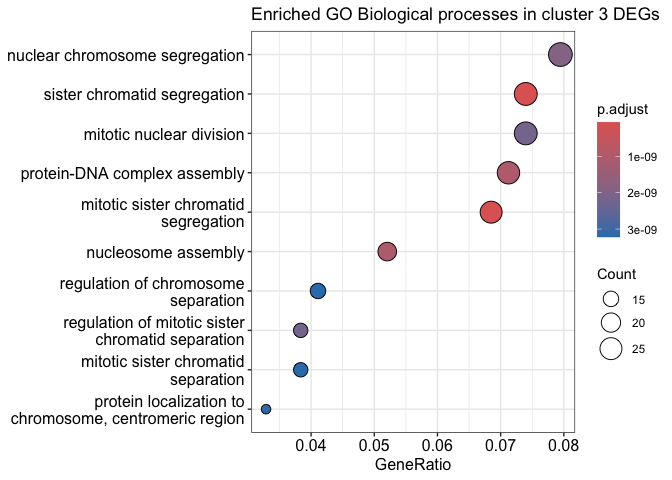 Enriched GO Biological processes in cluster 3 DEGs
nuclear chromosome segregation
sister chromatid segregation
mitotic nuclear division
protein-DNA complex assembly
mitotic sister chromatid
segregation
nucleosome assembly
regulation of chromosome
separation
regulation of mitotic sister
chromatid separation
mitotic sister chromatid
separation
protein localization to
chromosome, centromeric region
0.04 0.05 0.06 0.07 0.08
GeneRatio
p.adjust
1e-09
2e-09
3e-09
Count
15
20
25